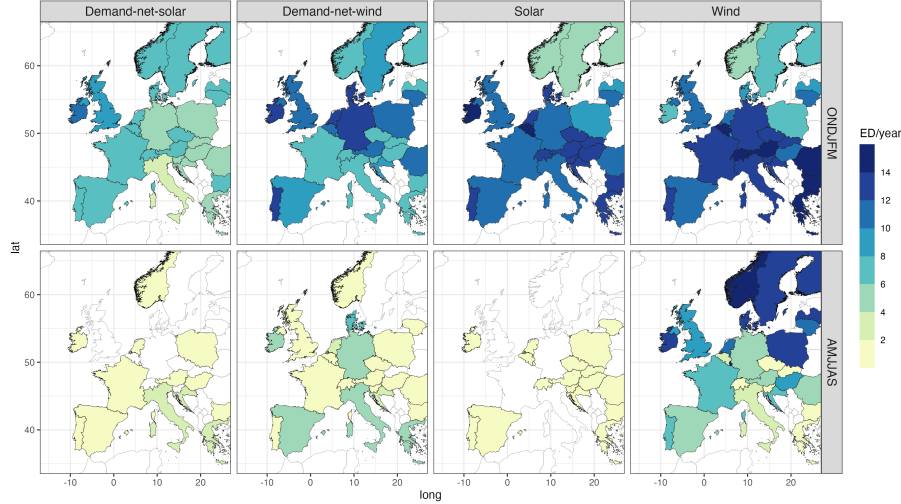 Demand-net-solar Demand-net-wind Solar Wind
ONDJFM
60
50
40
ED/year
14
12
10
8
6
4
2
lat
AMJJAS
60
50
40
-10 0 10 20 -10 0 10 20 -10 0 10 20 -10 0 10 20
long